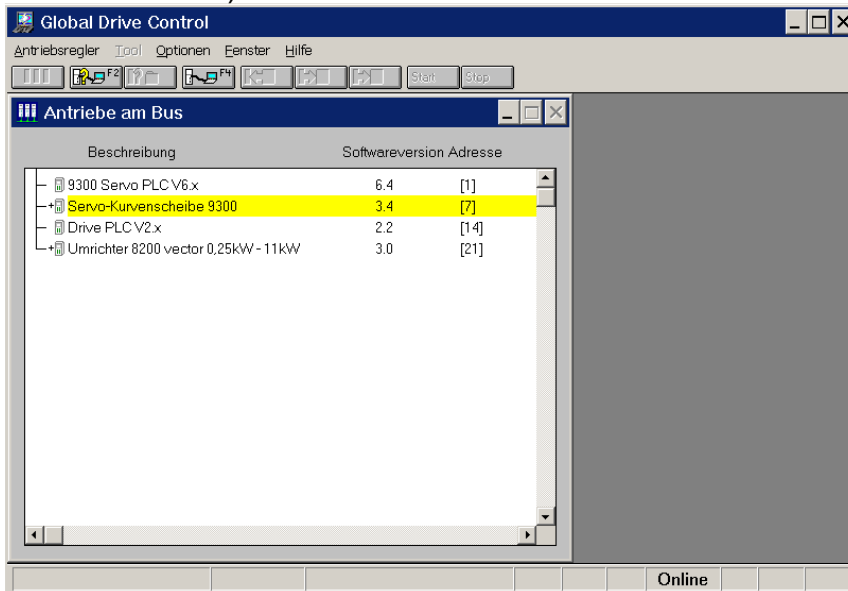 Global Drive Control
Antriebsregler Tool Optionen Fenster Hilfe
F2 F4 Start Stop
Antriebe am Bus
Beschreibung Softwareversion Adresse
9300 Servo PLC V6.x 6.4 [1]
Servo-Kurvenscheibe 9300 3.4 [7]
Drive PLC V2.x 2.2 [14]
Umrichter 8200 vector 0,25kW - 11kW 3.0 [21]
Online